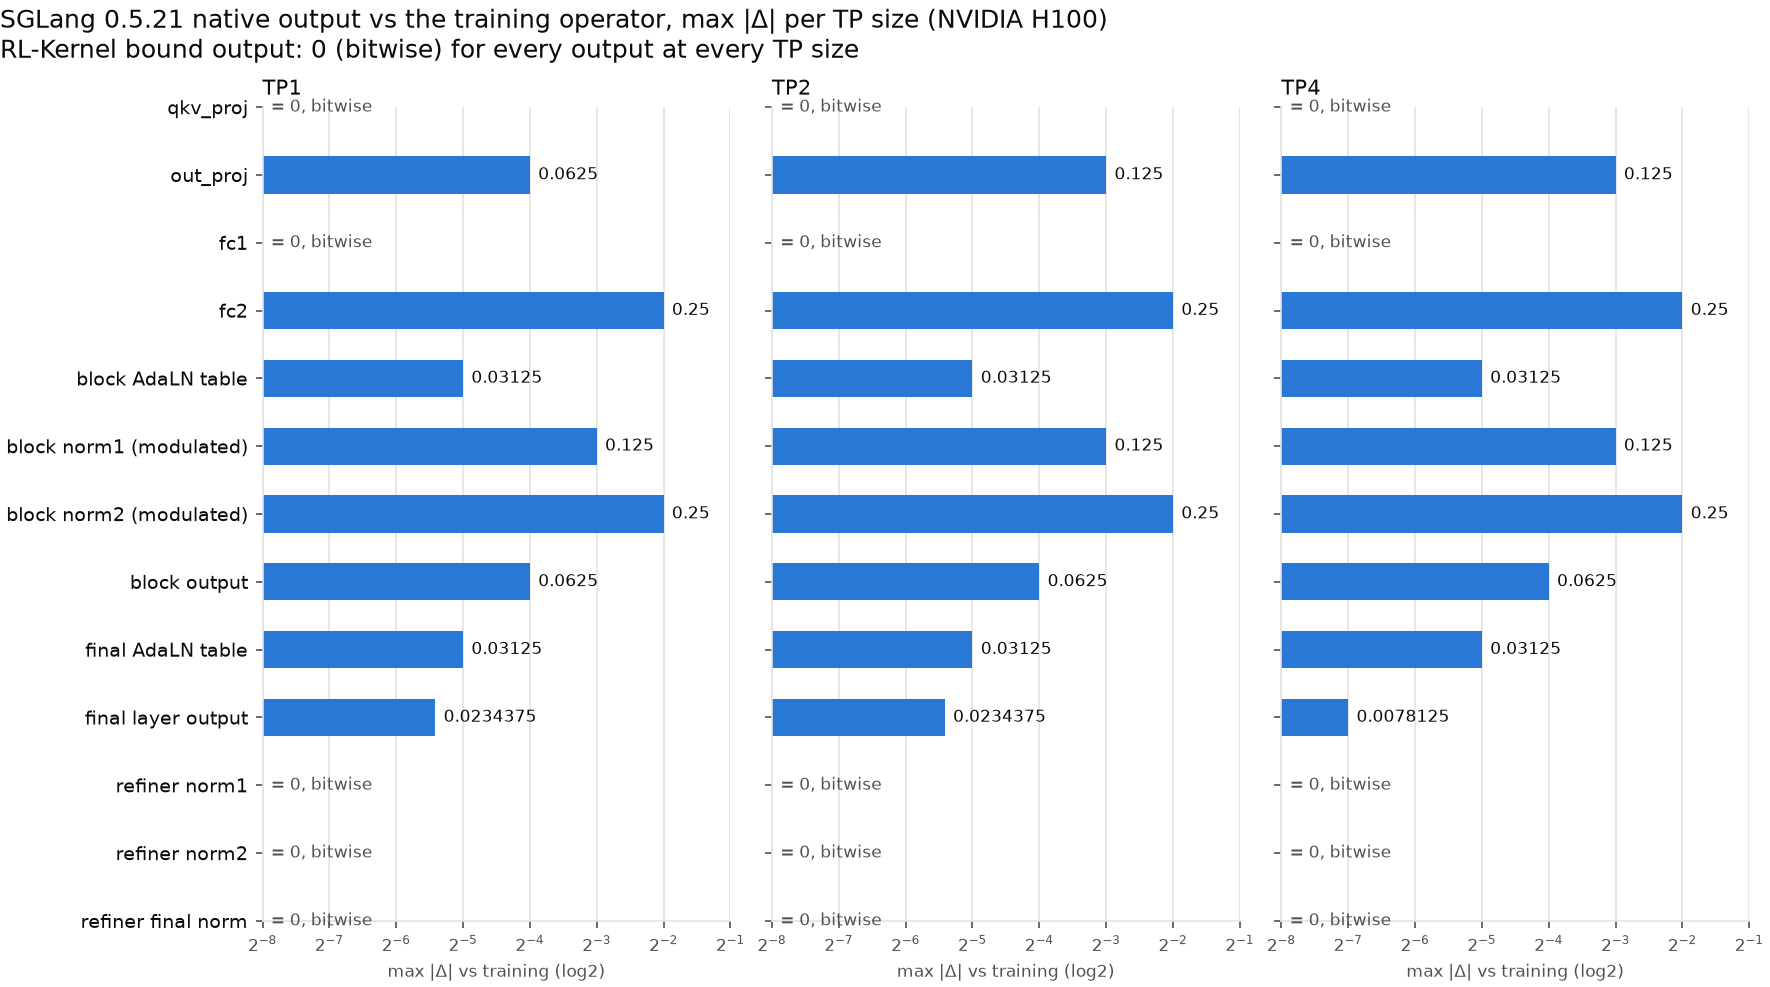 SGLang 0.5.21 native output vs the training operator, max |Δ| per TP size (NVIDIA H100)
RL-Kernel bound output: 0 (bitwise) for every output at every TP size
TP1 TP2 TP4
qkv_proj = 0, bitwise = 0, bitwise = 0, bitwise
out_proj 0.0625 0.125 0.125
fc1 = 0, bitwise = 0, bitwise = 0, bitwise
fc2 0.25 0.25 0.25
block AdaLN table 0.03125 0.03125 0.03125
block norm1 (modulated) 0.125 0.125 0.125
block norm2 (modulated) 0.25 0.25 0.25
block output 0.0625 0.0625 0.0625
final AdaLN table 0.03125 0.03125 0.03125
final layer output 0.0234375 0.0234375 0.0078125
refiner norm1 = 0, bitwise = 0, bitwise = 0, bitwise
refiner norm2 = 0, bitwise = 0, bitwise = 0, bitwise
refiner final norm = 0, bitwise = 0, bitwise = 0, bitwise
2⁻⁸ 2⁻⁷ 2⁻⁶ 2⁻⁵ 2⁻⁴ 2⁻³ 2⁻² 2⁻¹ 2⁻⁸ 2⁻⁷ 2⁻⁶ 2⁻⁵ 2⁻⁴ 2⁻³ 2⁻² 2⁻¹ 2⁻⁸ 2⁻⁷ 2⁻⁶ 2⁻⁵ 2⁻⁴ 2⁻³ 2⁻² 2⁻¹
max |Δ| vs training (log2) max |Δ| vs training (log2) max |Δ| vs training (log2)